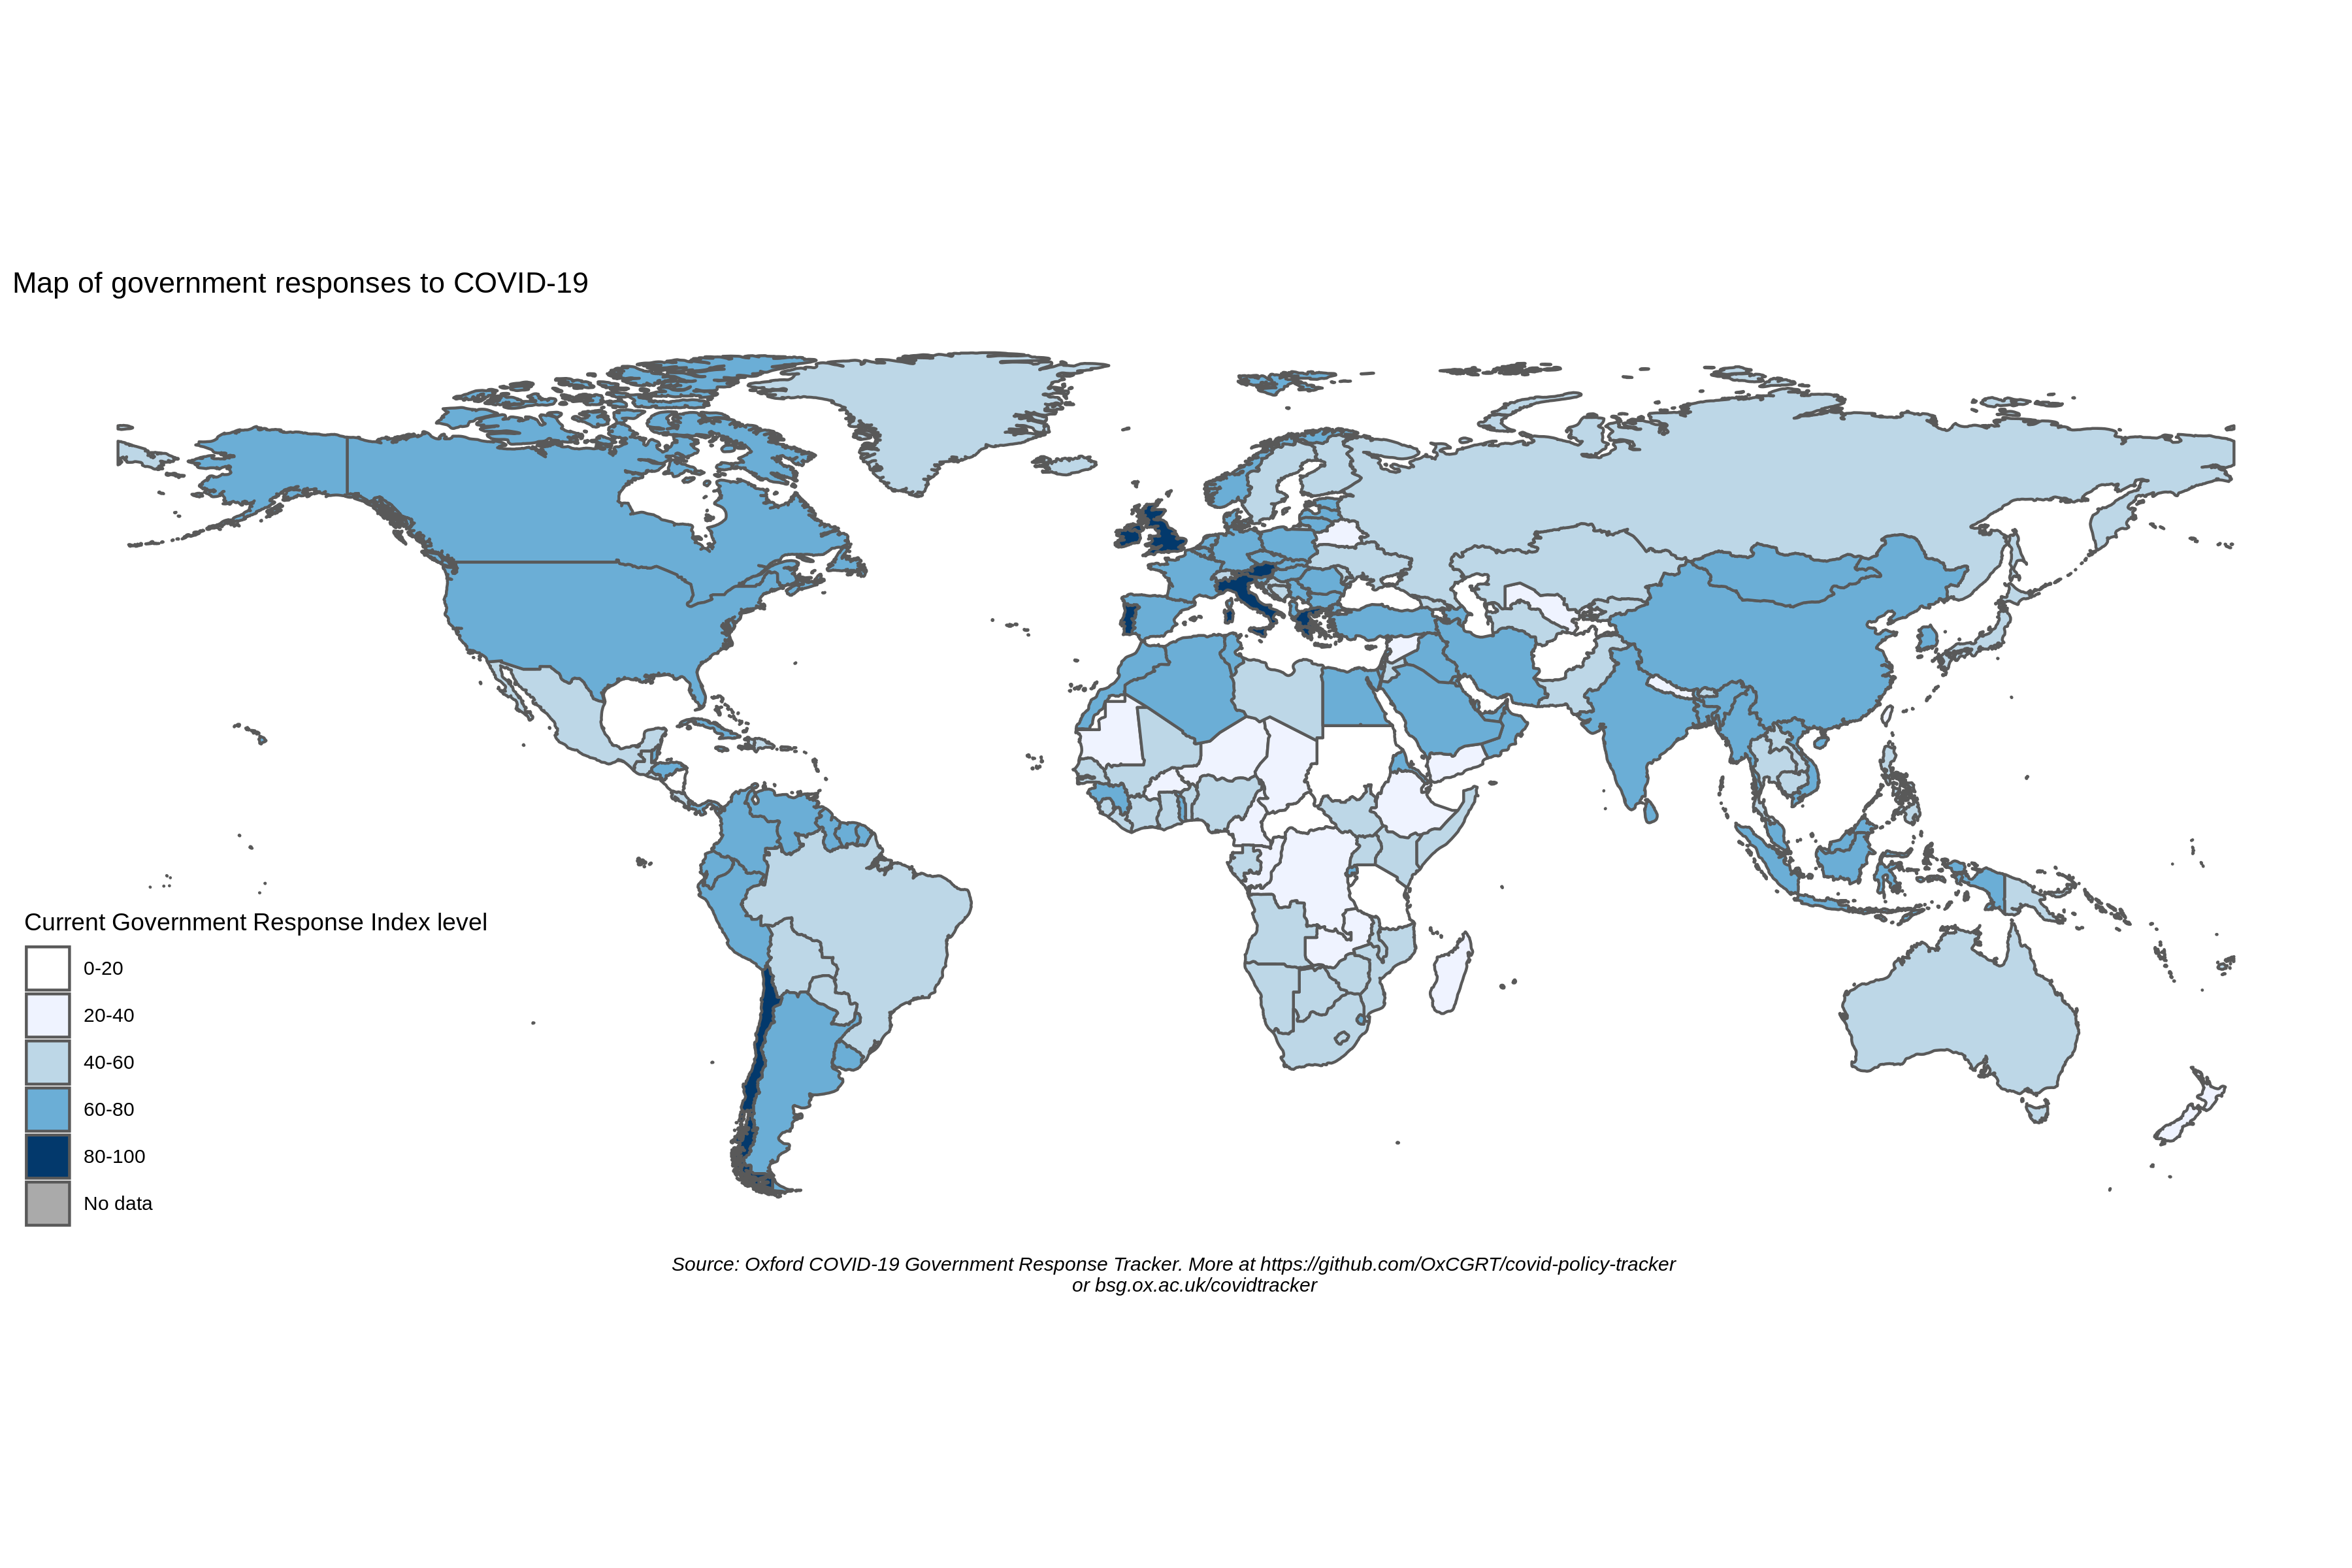 Map of government responses to COVID-19
Current Government Response Index level
0-20
20-40
40-60
60-80
80-100
No data
Source: Oxford COVID-19 Government Response Tracker. More at https://github.com/OxCGRT/covid-policy-tracker
or bsg.ox.ac.uk/covidtracker